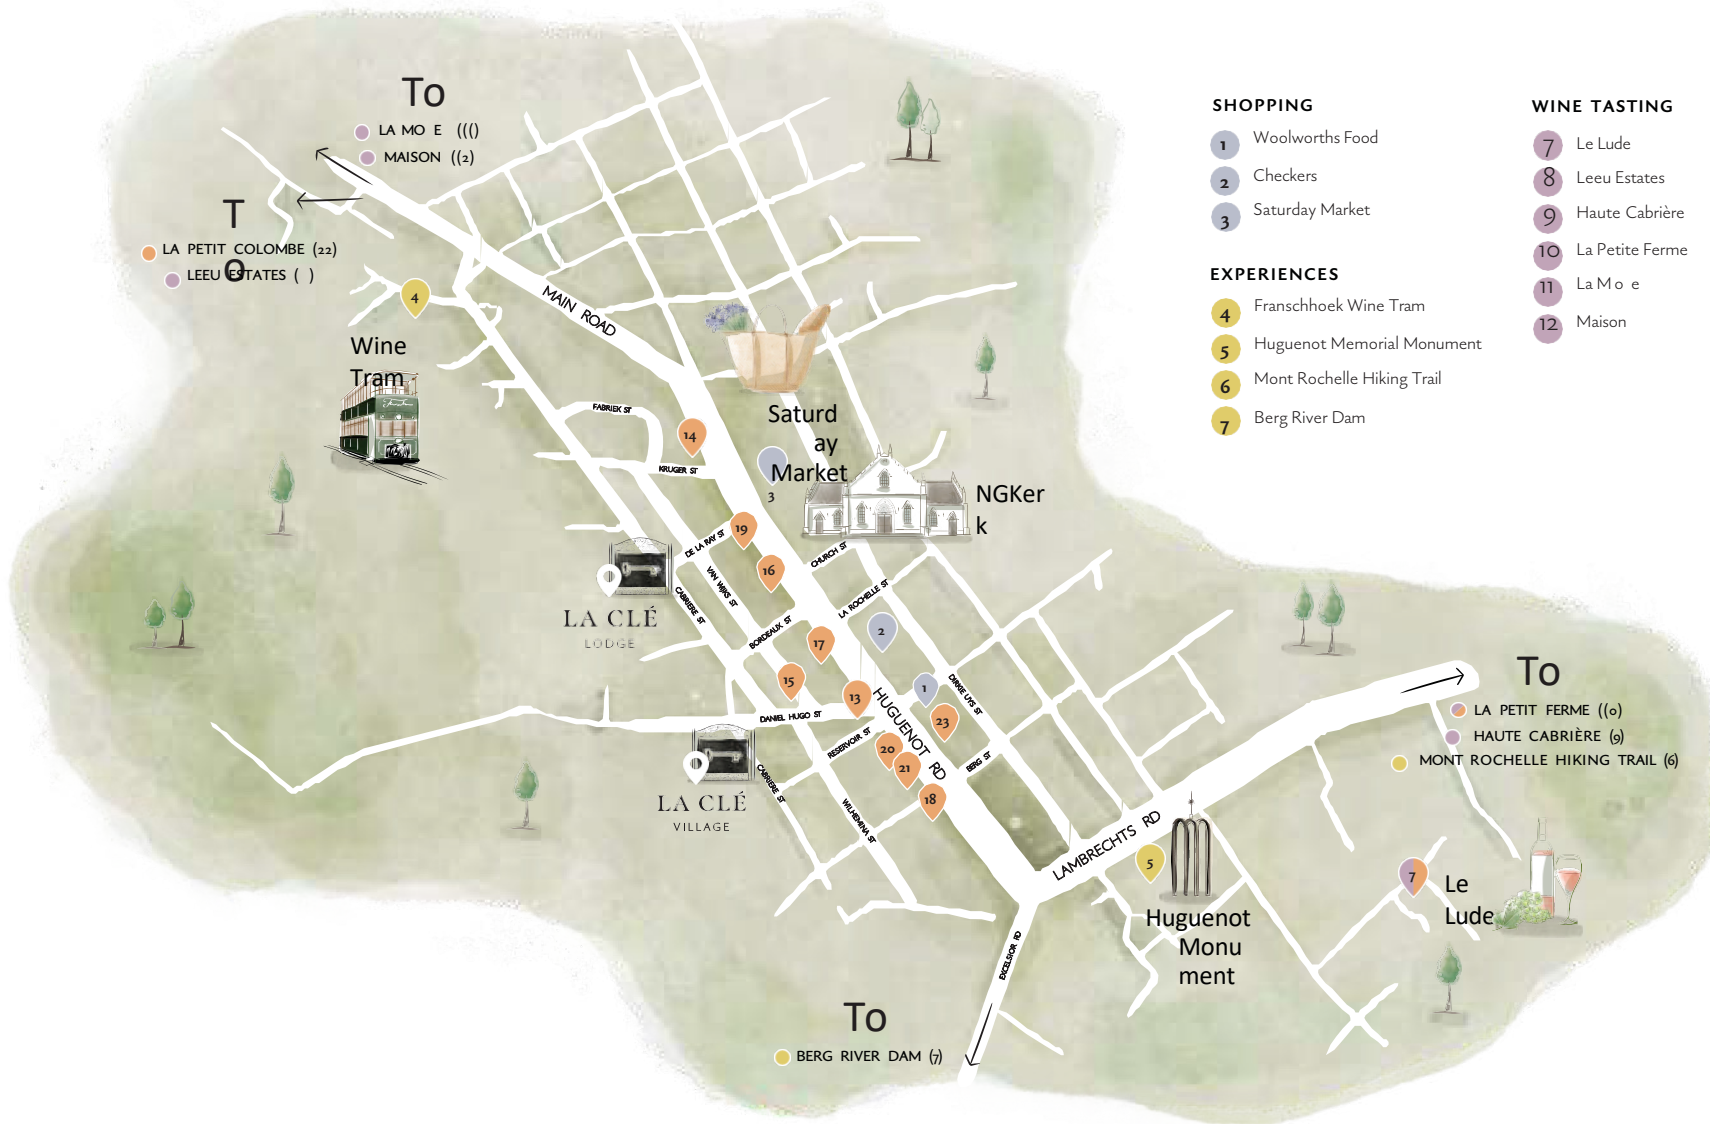 To
LA MO E ((()
MAISON ((2)
T
o
LA PETIT COLOMBE (22)
LEEU ESTATES ( )
4
Wine
Tram
MAIN ROAD
FABRIEK ST
14
KRUGER ST
Saturd
ay
Market
3
NGKer
k
19
DE LA RAY ST
16
CHURCH ST
VAN WIJKS ST
CABRIERE ST
LA ROCHELLE ST
LA CLÉ
LODGE
BORDEAUX ST
17
2
15
13
1
DIRKIE UYS ST
DANIEL HUGO ST
HUGUENOT RD
23
RESERVOIR ST
20
21
BERG ST
18
CABRIERE ST
LA CLÉ
VILLAGE
WILHEMINA ST
LAMBRECHTS RD
5
Huguenot
Monu
ment
7
Le
Lude
EXCELSIOR RD
To
BERG RIVER DAM (7)
To
LA PETIT FERME ((0)
HAUTE CABRIÈRE (9)
MONT ROCHELLE HIKING TRAIL (6)
SHOPPING
1 Woolworths Food
2 Checkers
3 Saturday Market
EXPERIENCES
4 Franschhoek Wine Tram
5 Huguenot Memorial Monument
6 Mont Rochelle Hiking Trail
7 Berg River Dam
WINE TASTING
7 Le Lude
8 Leeu Estates
9 Haute Cabrière
10 La Petite Ferme
11 La M o e
12 Maison